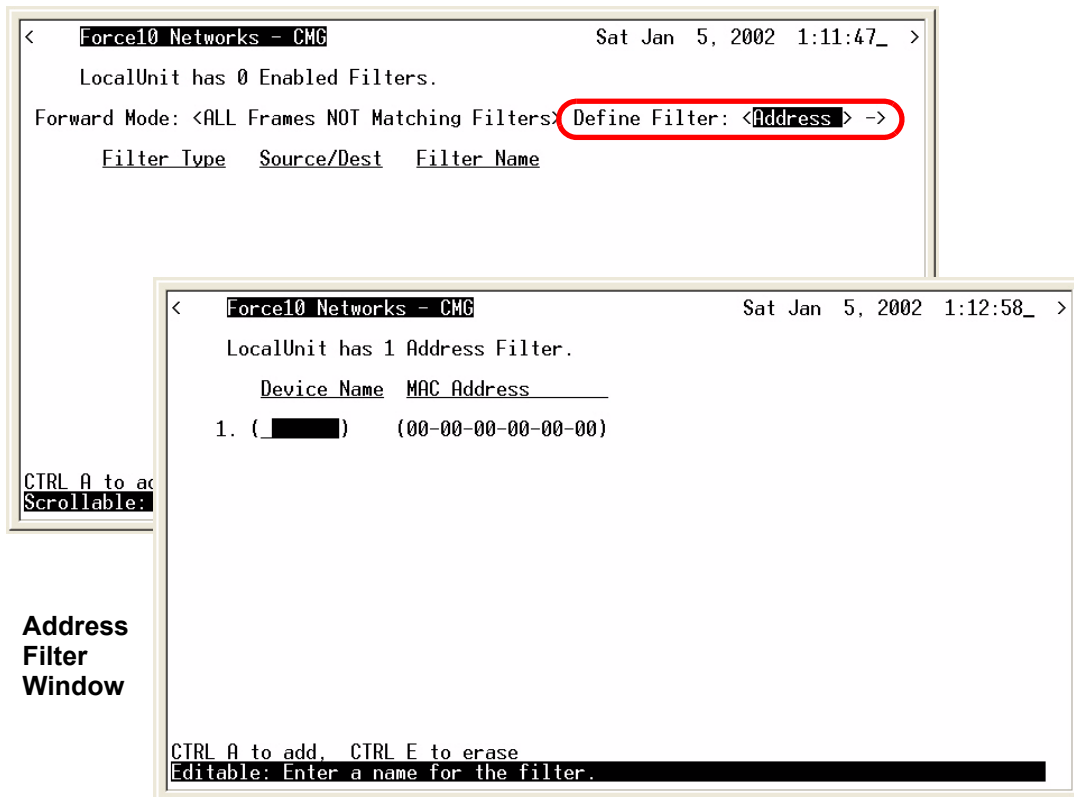 < Force10 Networks - CMG Sat Jan 5, 2002 1:11:47_ >
LocalUnit has 0 Enabled Filters.
Forward Mode: <ALL Frames NOT Matching Filters> Define Filter: <Address > ->
Filter Type Source/Dest Filter Name
CTRL A to
Scrollable:
< Force10 Networks - CMG Sat Jan 5, 2002 1:12:58_ >
LocalUnit has 1 Address Filter.
Device Name MAC Address
1. (_ ) (00-00-00-00-00-00)
CTRL A to add, CTRL E to erase
Editable: Enter a name for the filter.
Address
Filter
Window